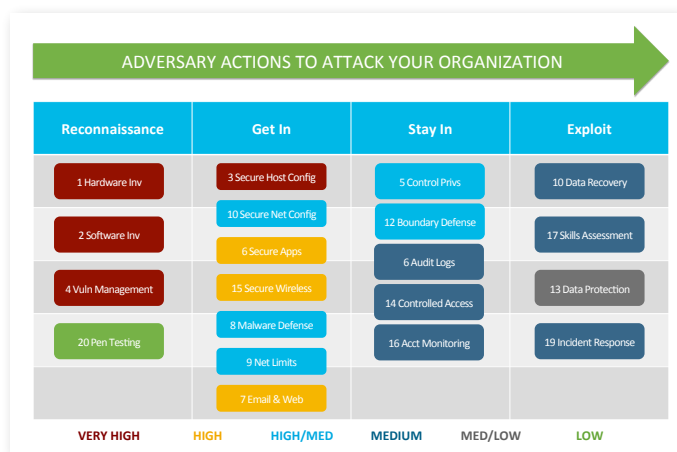 ADVERSARY ACTIONS TO ATTACK YOUR ORGANIZATION
Reconnaissance
Get In
Stay In
Exploit
1 Hardware Inv
2 Software Inv
4 Vuln Management
20 Pen Testing
3 Secure Host Config
10 Secure Net Config
6 Secure Apps
15 Secure Wireless
8 Malware Defense
9 Net Limits
7 Email & Web
5 Control Privs
12 Boundary Defense
6 Audit Logs
14 Controlled Access
16 Acct Monitoring
10 Data Recovery
17 Skills Assessment
13 Data Protection
19 Incident Response
VERY HIGH HIGH HIGH/MED MEDIUM MED/LOW LOW